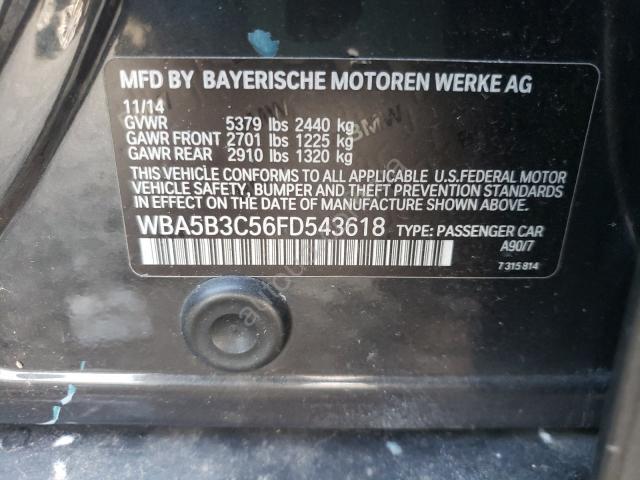 MFD BY BAYERISCHE MOTOREN WERKE AG
11/14
GVWR 5379 lbs 2440 kg
GAWR FRONT 2701 lbs 1225 kg
GAWR REAR 2910 lbs 1320 kg
THIS VEHICLE CONFORMS TO ALL APPLICABLE U.S.FEDERAL MOTOR
VEHICLE SAFETY, BUMPER AND THEFT PREVENTION STANDARDS
IN EFFECT ON DATE OF MANUFACTURE SHOWN ABOVE.
WBA5B3C56FD543618 TYPE: PASSENGER CAR
A90/7
7 315 814